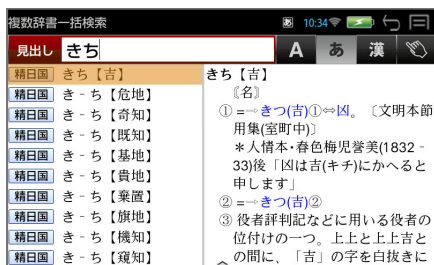 複数辞書一括検索
10:34
見出し きち A あ 漢
精日国 きち【吉】
精日国 き‐ち【危地】
精日国 き‐ち【奇知】
精日国 き‐ち【既知】
精日国 き‐ち【基地】
精日国 き‐ち【貴地】
精日国 き‐ち【棄置】
精日国 き‐ち【旗地】
精日国 き‐ち【機知】
精日国 き‐ち【窺知】
きち【吉】
〖名〗
① =⇨きつ(吉)①⇔凶。〔文明本節
用集(室町中)〕
＊人情本・春色梅児誉美(1832‐
33)後「凶は吉(キチ)にかへると
申します」
② =⇨きつ(吉)②
③ 役者評判記などに用いる役者の
位付けの一つ。上上と上上吉と
の間に、「吉」の字を白抜きに